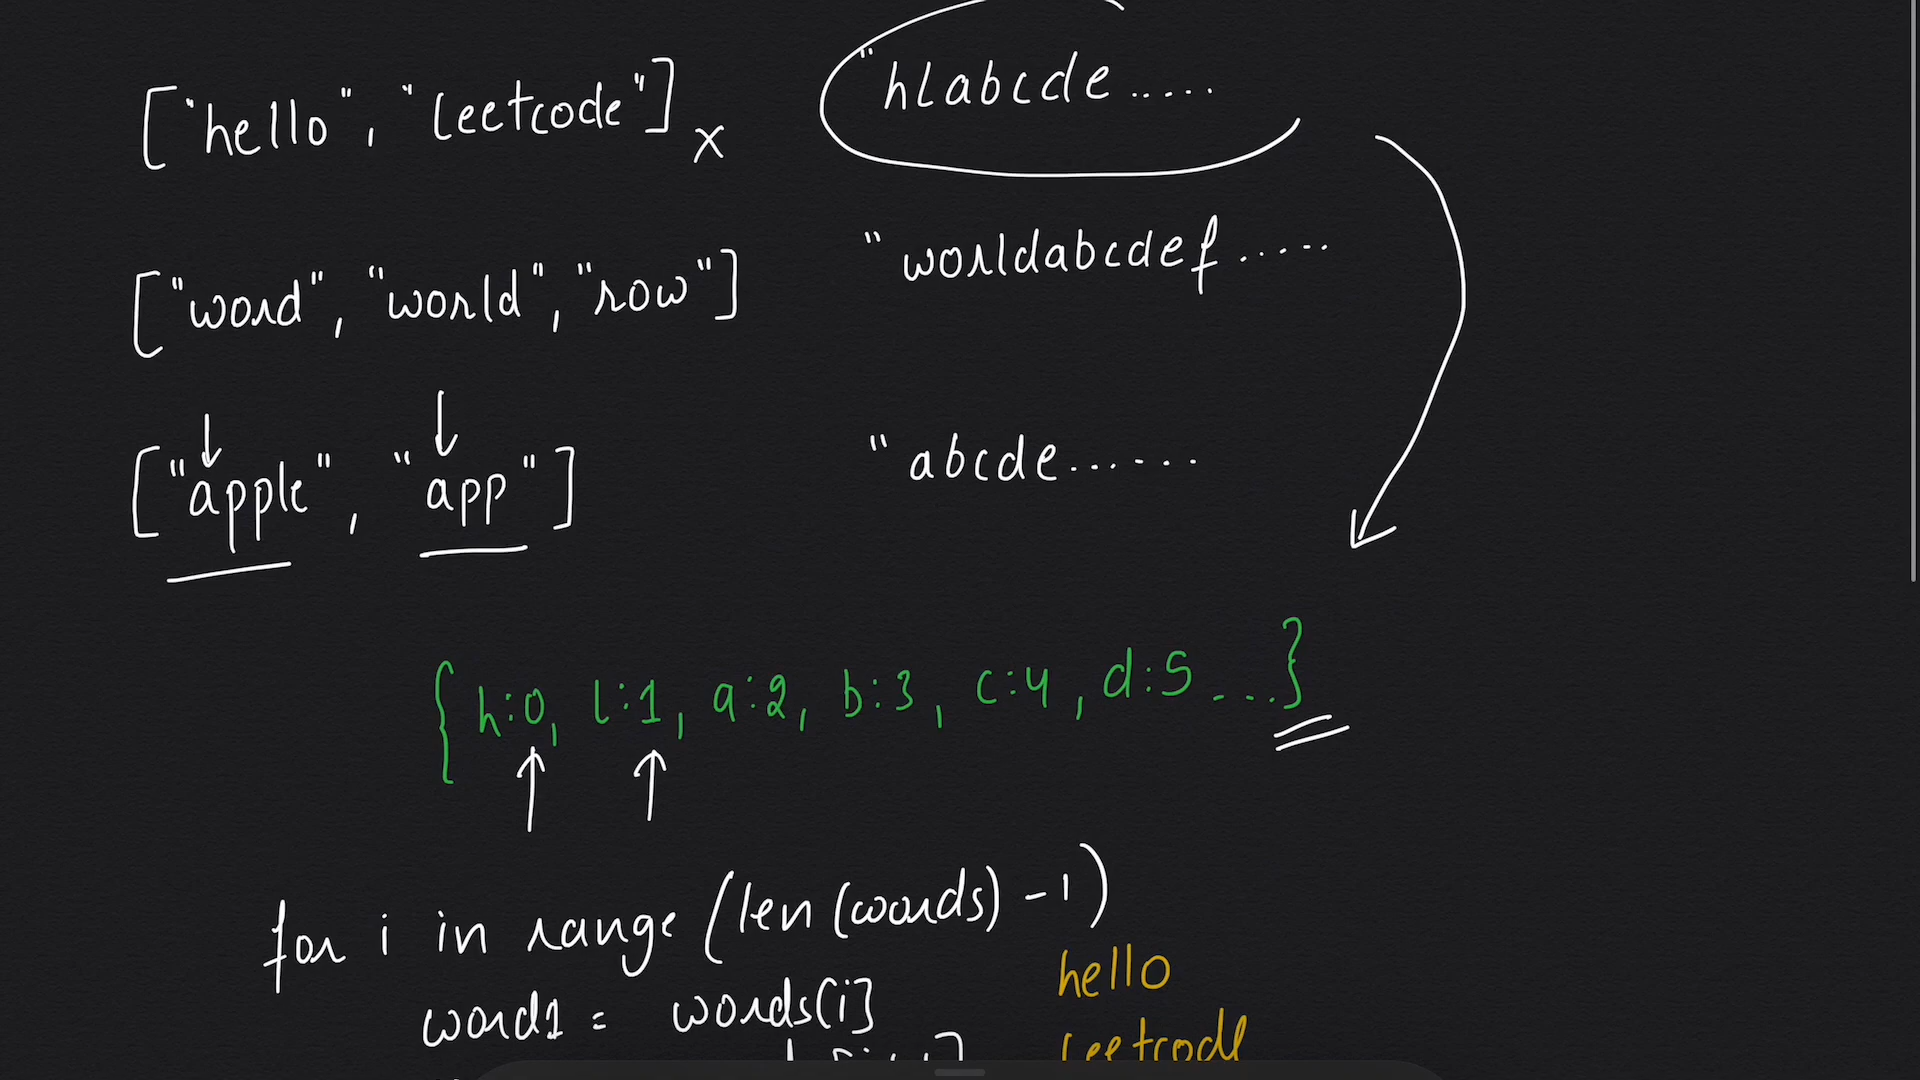 ["hello", "leetcode"] x "hlabcde.....
["word", "world", "row"] "worldabcdef.....
["apple", "app"] "abcde......
{h:0, l:1, a:2, b:3, c:4, d:5 ...}
for i in range (len (words) -1)
hello
word1 = words[i]
leetcode